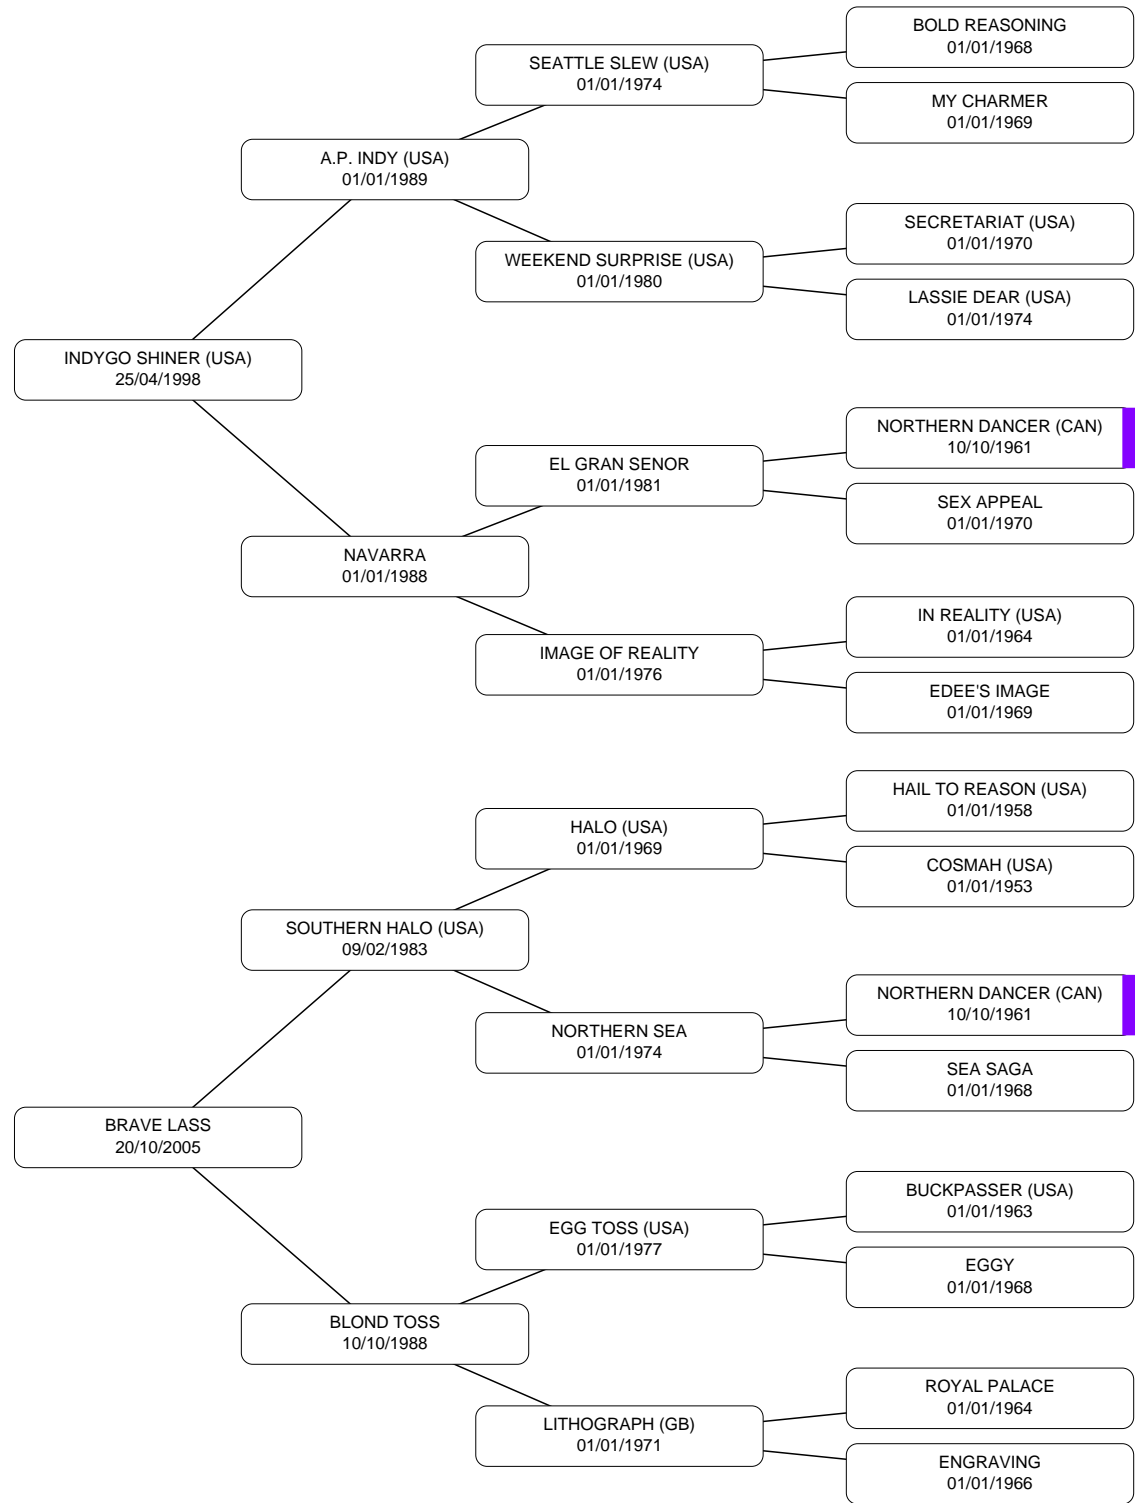 BOLD REASONING
01/01/1968
SEATTLE SLEW (USA)
01/01/1974
MY CHARMER
01/01/1969
A.P. INDY (USA)
01/01/1989
SECRETARIAT (USA)
01/01/1970
WEEKEND SURPRISE (USA)
01/01/1980
LASSIE DEAR (USA)
01/01/1974
INDYGO SHINER (USA)
25/04/1998
NORTHERN DANCER (CAN)
10/10/1961
EL GRAN SENOR
01/01/1981
SEX APPEAL
01/01/1970
NAVARRA
01/01/1988
IN REALITY (USA)
01/01/1964
IMAGE OF REALITY
01/01/1976
EDEE'S IMAGE
01/01/1969
HAIL TO REASON (USA)
01/01/1958
HALO (USA)
01/01/1969
COSMAH (USA)
01/01/1953
SOUTHERN HALO (USA)
09/02/1983
NORTHERN DANCER (CAN)
10/10/1961
NORTHERN SEA
01/01/1974
SEA SAGA
01/01/1968
BRAVE LASS
20/10/2005
BUCKPASSER (USA)
01/01/1963
EGG TOSS (USA)
01/01/1977
EGGY
01/01/1968
BLOND TOSS
10/10/1988
ROYAL PALACE
01/01/1964
LITHOGRAPH (GB)
01/01/1971
ENGRAVING
01/01/1966